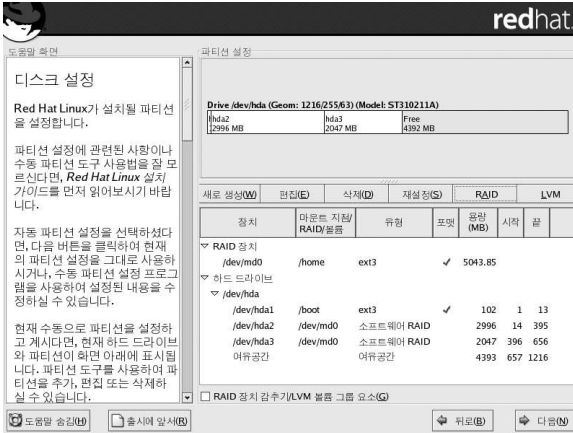 redhat.
도움말 화면
디스크 설정
Red Hat Linux가 설치될 파티션
을 설정합니다.
파티션 설정에 관련된 사항이나
수동 파티션 도구 사용법을 잘 모
르신다면, Red Hat Linux 설치
가이드를 먼저 읽어보시기 바랍
니다.
자동 파티션 설정을 선택하셨다
면, 다음 버튼을 클릭하여 현재
의 파티션 설정을 그대로 사용하
시거나, 수동 파티션 설정 프로그
램을 사용하여 설정된 내용을 수
정하실 수 있습니다.
현재 수동으로 파티션을 설정하
고 계시다면, 현재 하드 드라이브
와 파티션이 화면 아래에 표시됩
니다. 파티션 도구를 사용하여 파
티션을 추가, 편집 또는 삭제하
실 수 있습니다.
파티션 설정
Drive /dev/hda (Geom: 1216/255/63) (Model: ST310211A)
hda2 hda3 Free
2996 MB 2047 MB 4392 MB
새로 생성(W) 편집(E) 삭제(D) 재설정(S) RAID LVM
장치 마운트 지점/RAID/볼륨 유형 포맷 용량(MB) 시작 끝
RAID 장치
/dev/md0 /home ext3 ✓ 5043.85
하드 드라이브
/dev/hda
/dev/hda1 /boot ext3 ✓ 102 1 13
/dev/hda2 /dev/md0 소프트웨어 RAID 2996 14 395
/dev/hda3 /dev/md0 소프트웨어 RAID 2047 396 656
여유공간 여유공간 4393 657 1216
RAID 장치 감추기/LVM 볼륨 그룹 요소(G)
도움말 숨김(H) 출시에 앞서(R) 뒤로(B) 다음(N)